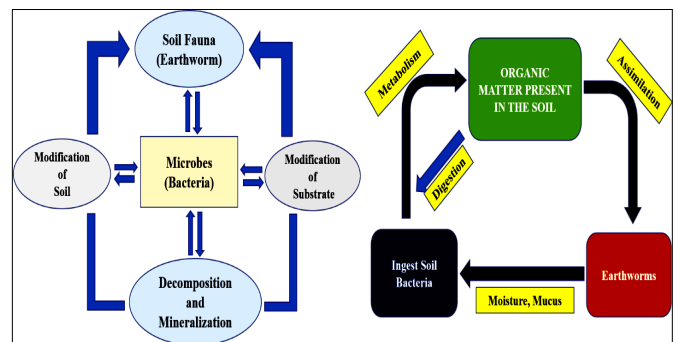 Soil Fauna
(Earthworm)
Modification
of
Soil
Microbes
(Bacteria)
Modification
of
Substrate
Decomposition
and
Mineralization
Metabolism
ORGANIC
MATTER PRESENT
IN THE SOIL
Assimilation
Digestion
Ingest Soil
Bacteria
Moisture, Mucus
Earthworms